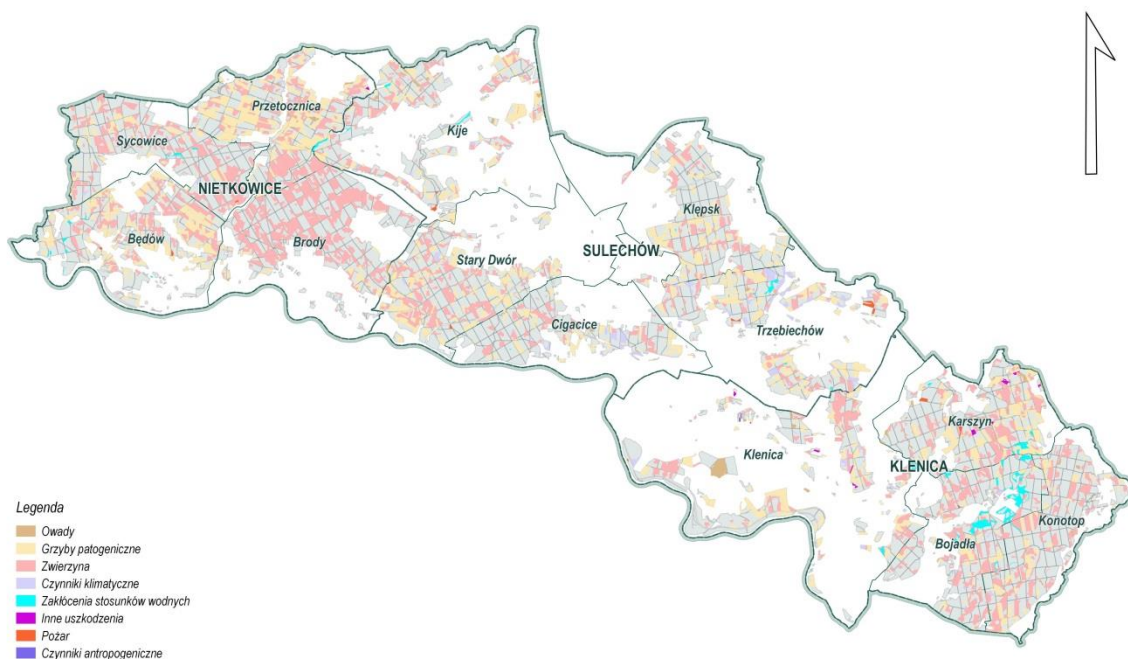 Przetocznica
Kije
Sycowice
NIETKOWICE
Klępsk
Będów
Brody
Stary Dwór
SULECHÓW
Cigacice
Trzebiechów
Karszyn
Klenica
KLENICA
Konotop
Bojadła
Legenda
Owady
Grzyby patogeniczne
Zwierzyna
Czynniki klimatyczne
Zakłócenia stosunków wodnych
Inne uszkodzenia
Pożar
Czynniki antropogeniczne